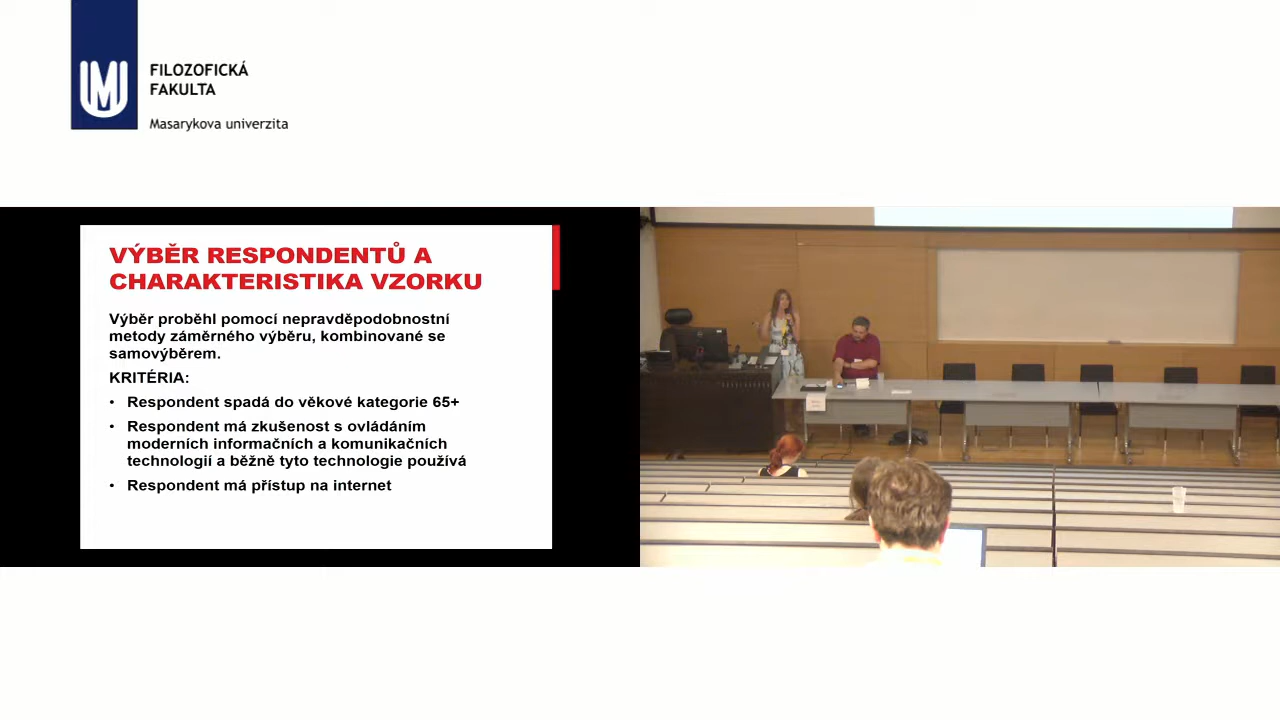 FILOZOFICKÁ
FAKULTA
Masarykova univerzita
VÝBĚR RESPONDENTŮ A
CHARAKTERISTIKA VZORKU
Výběr proběhl pomocí nepravděpodobnostní
metody záměrného výběru, kombinované se
samovýběrem.
KRITÉRIA:
• Respondent spadá do věkové kategorie 65+
• Respondent má zkušenost s ovládáním
moderních informačních a komunikačních
technologií a běžně tyto technologie používá
• Respondent má přístup na internet